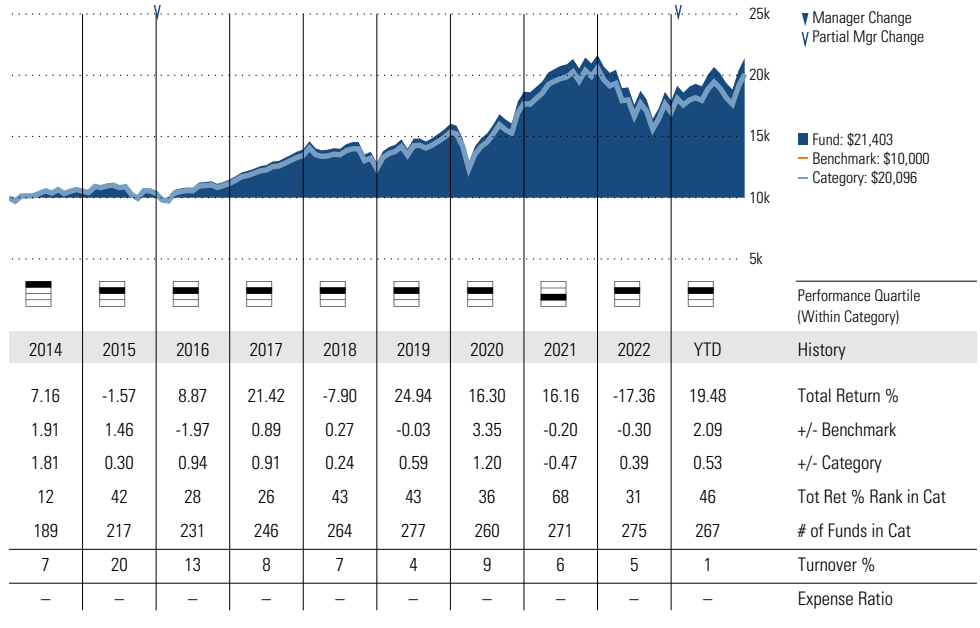 25k
Manager Change
Partial Mgr Change
20k
15k
Fund: $21,403
Benchmark: $10,000
Category: $20,096
10k
5k
Performance Quartile
(Within Category)
2014 2015 2016 2017 2018 2019 2020 2021 2022 YTD History
7.16 -1.57 8.87 21.42 -7.90 24.94 16.30 16.16 -17.36 19.48 Total Return %
1.91 1.46 -1.97 0.89 0.27 -0.03 3.35 -0.20 -0.30 2.09 +/- Benchmark
1.81 0.30 0.94 0.91 0.24 0.59 1.20 -0.47 0.39 0.53 +/- Category
12 42 28 26 43 43 36 68 31 46 Tot Ret % Rank in Cat
189 217 231 246 264 277 260 271 275 267 # of Funds in Cat
7 20 13 8 7 4 9 6 5 1 Turnover %
– – – – – – – – – – Expense Ratio